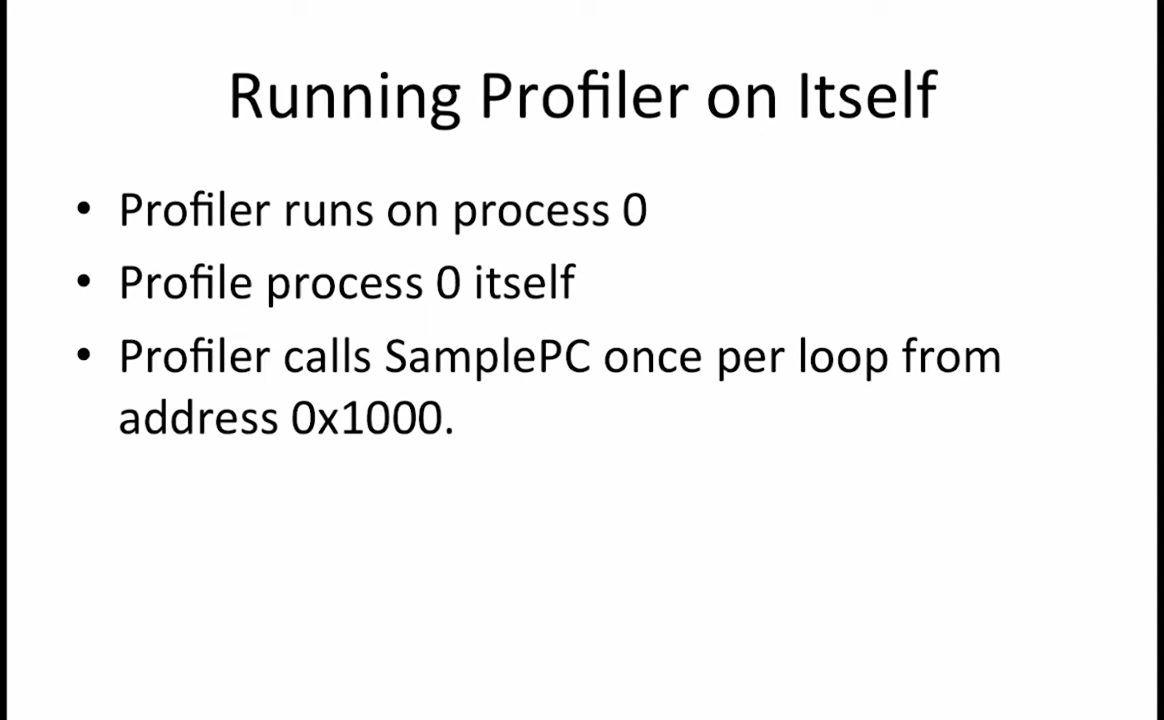 Running Profiler on Itself
• Profiler runs on process 0
• Profile process 0 itself
• Profiler calls SamplePC once per loop from
address 0x1000.